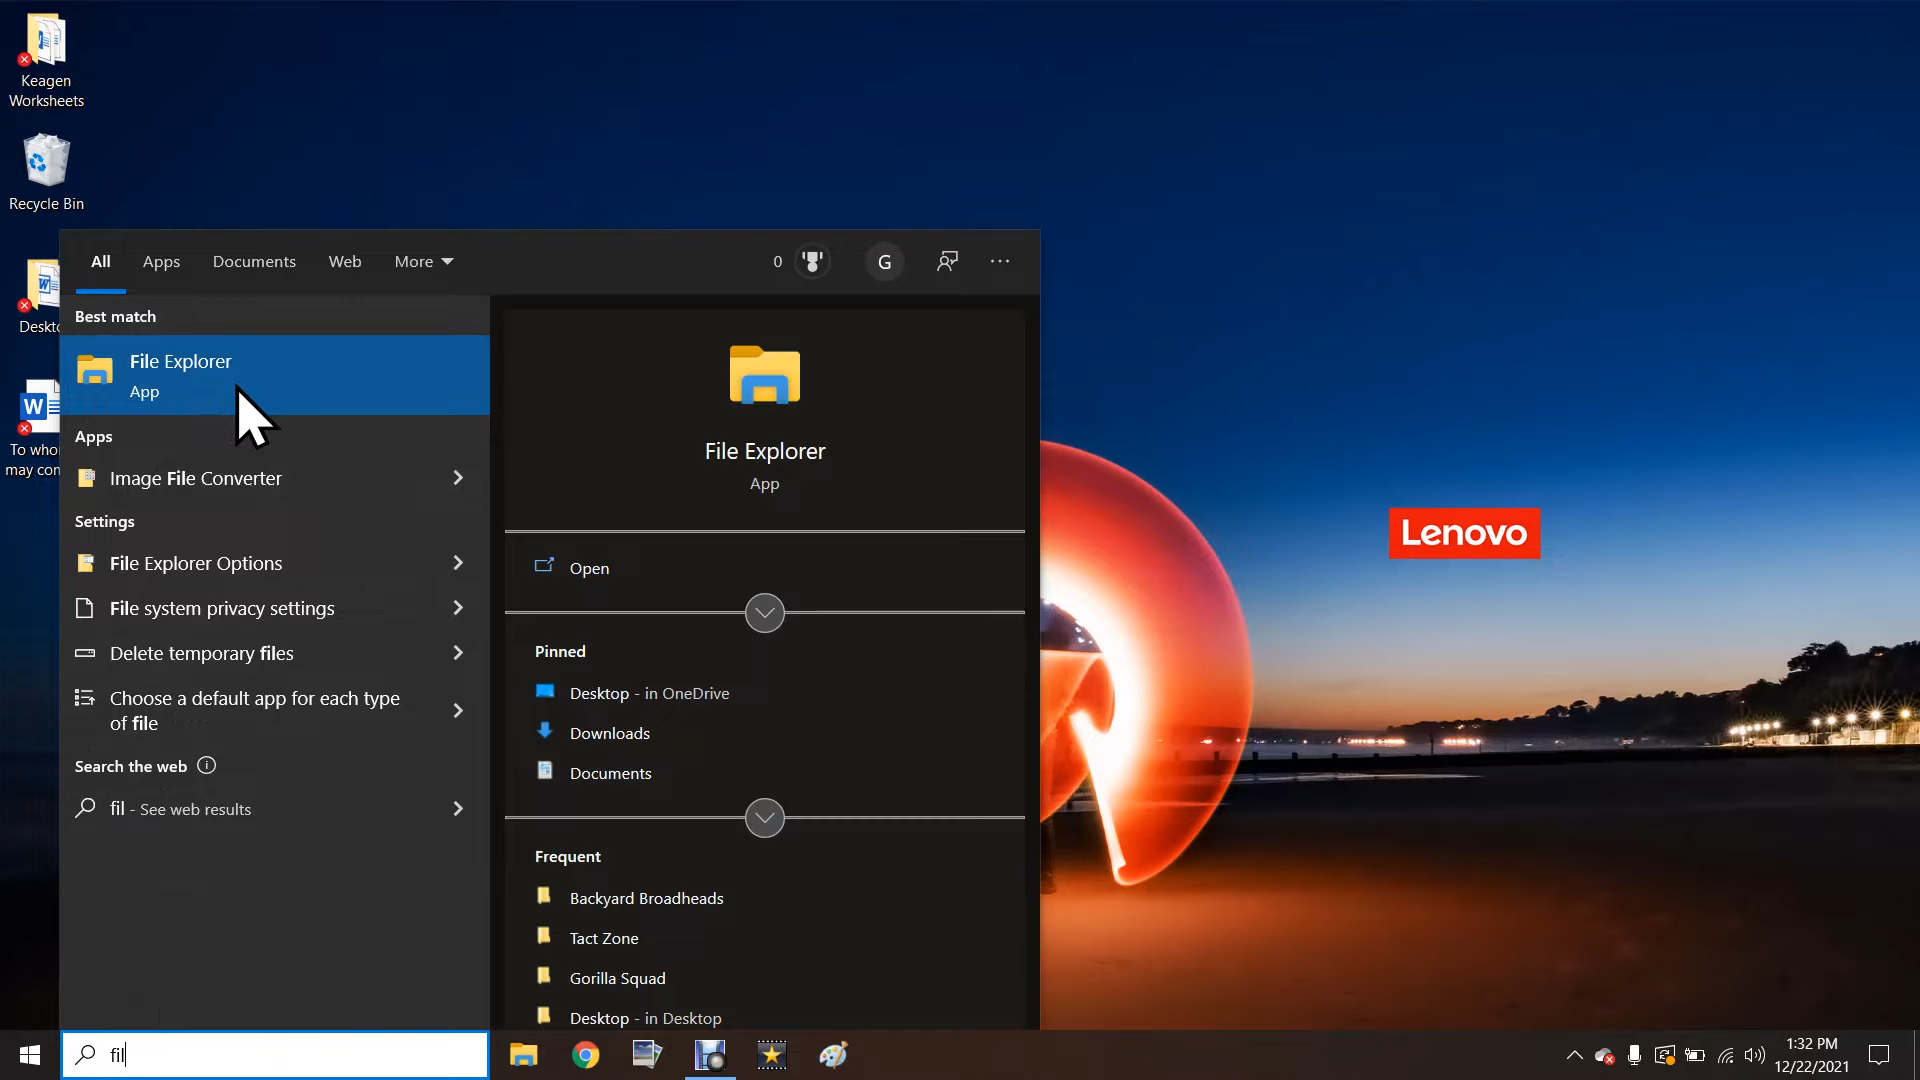 Keagen
Worksheets
Recycle Bin
Deskto
W
To who
may con
All
Apps
Documents
Web
More
0
G
Best match
File Explorer
App
Apps
Image File Converter
Settings
File Explorer Options
File system privacy settings
Delete temporary files
Choose a default app for each type
of file
Search the web
fil - See web results
File Explorer
App
Open
Pinned
Desktop - in OneDrive
Downloads
Documents
Frequent
Backyard Broadheads
Tact Zone
Gorilla Squad
Desktop - in Desktop
Lenovo
fil
1:32 PM
12/22/2021